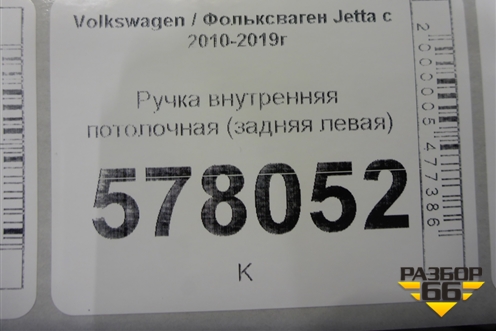 Volkswagen / Фольксваген Jetta с
2010-2019г
Ручка внутренняя
потолочная (задняя левая)
578052
К
2000005477386
РАЗБОР
66